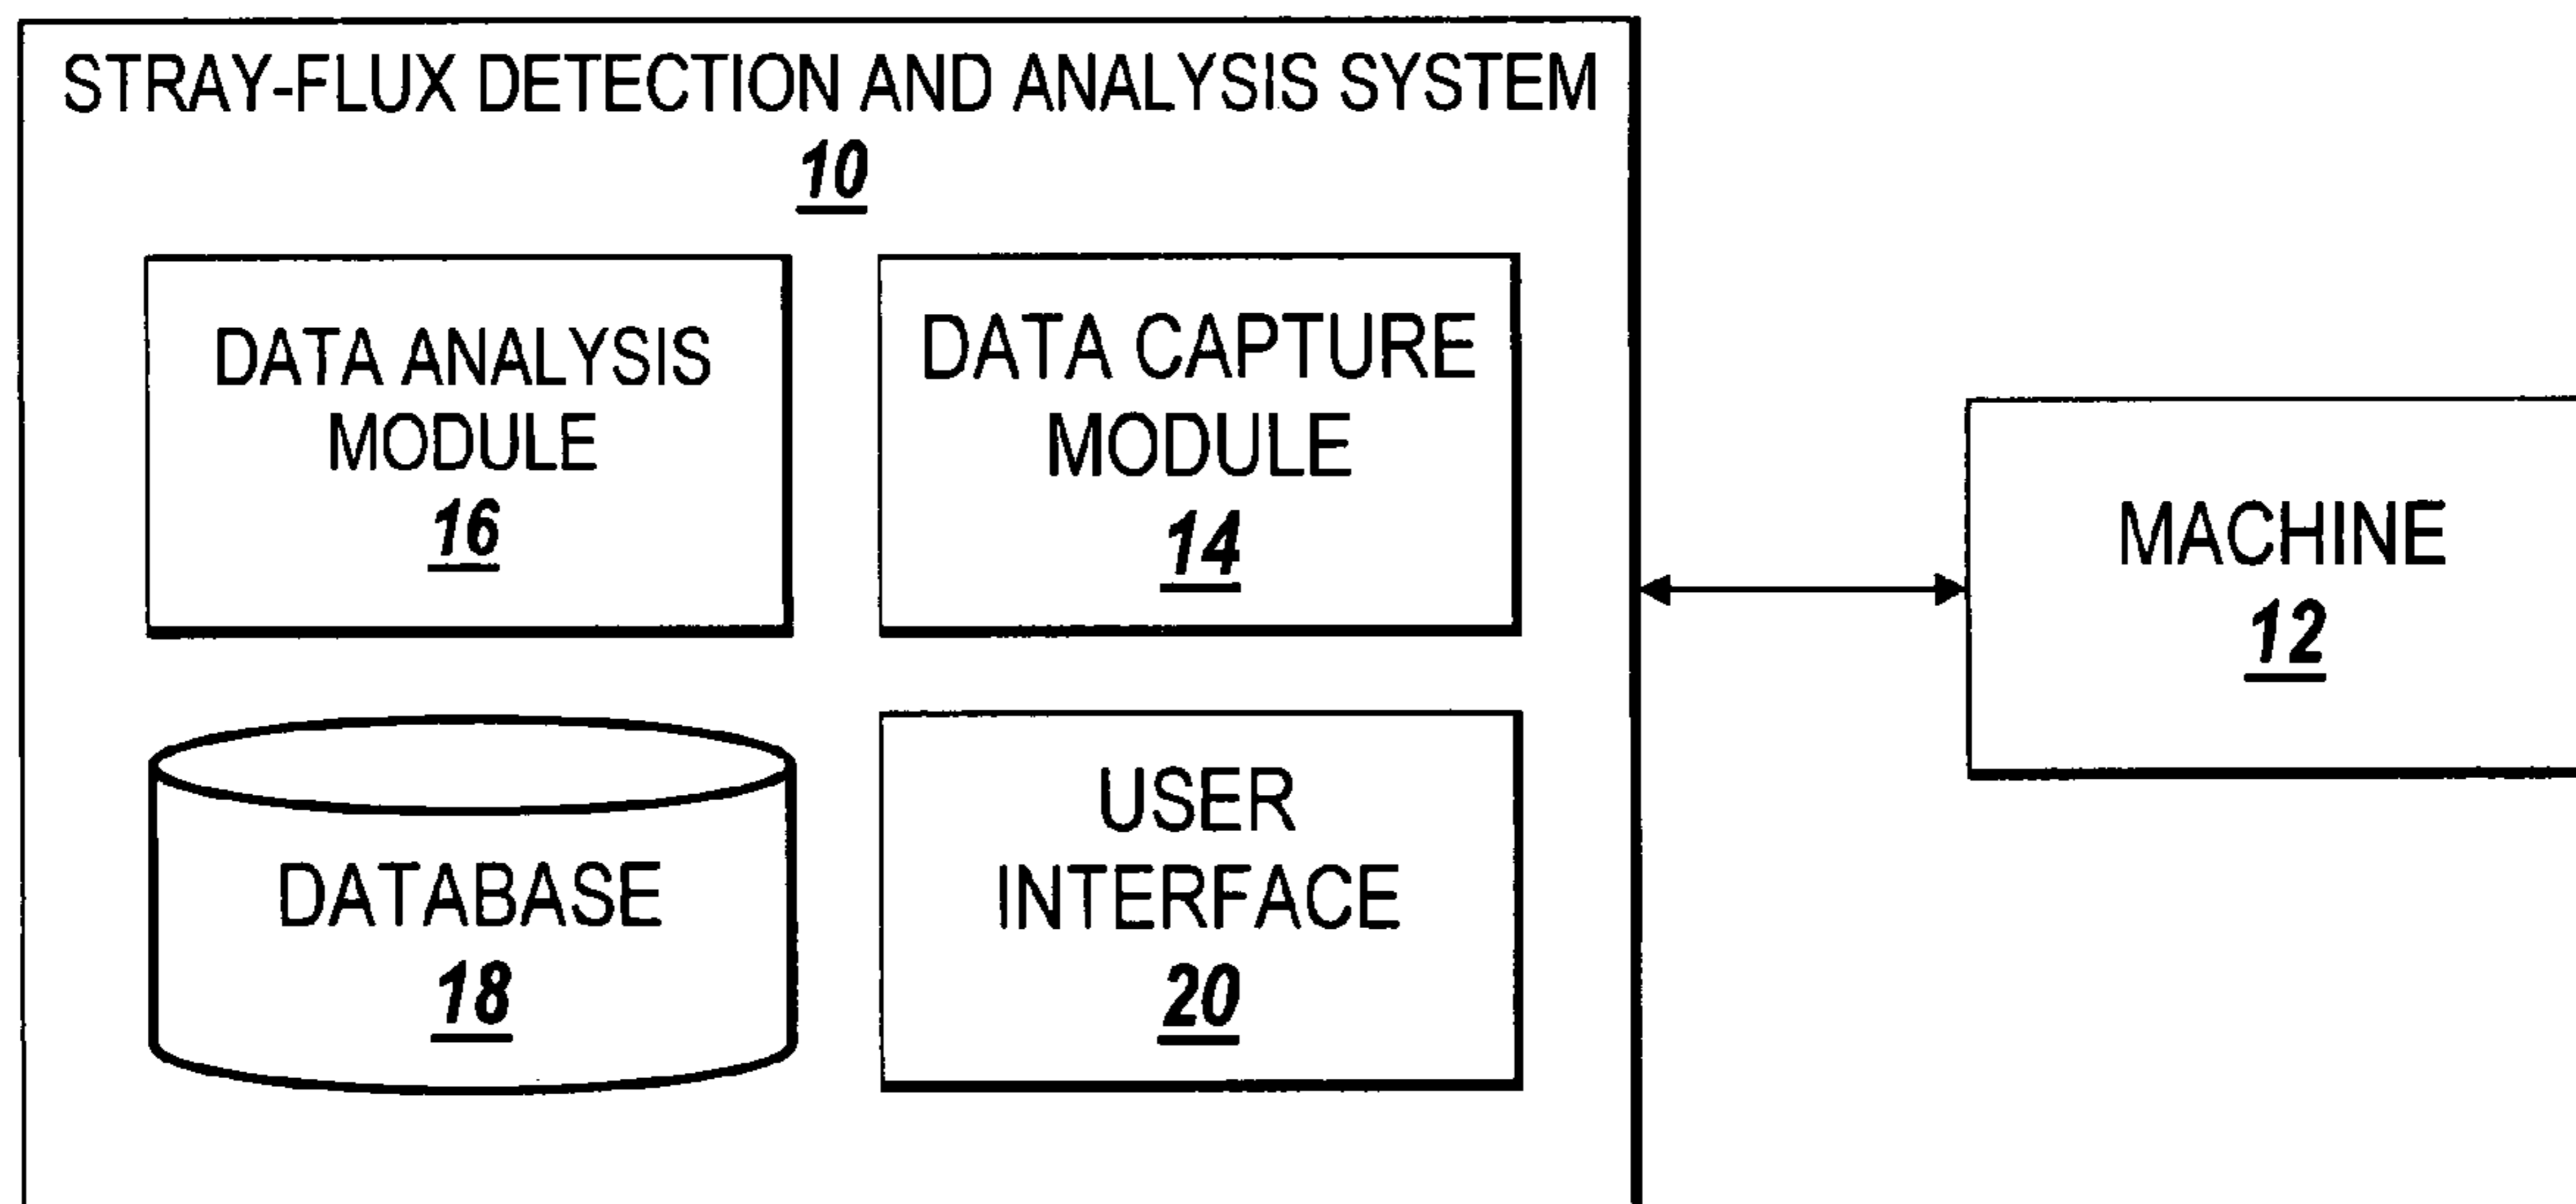 STRAY-FLUX DETECTION AND ANALYSIS SYSTEM
10
DATA ANALYSIS
MODULE
16
DATA CAPTURE
MODULE
14
MACHINE
12
DATABASE
18
USER
INTERFACE
20